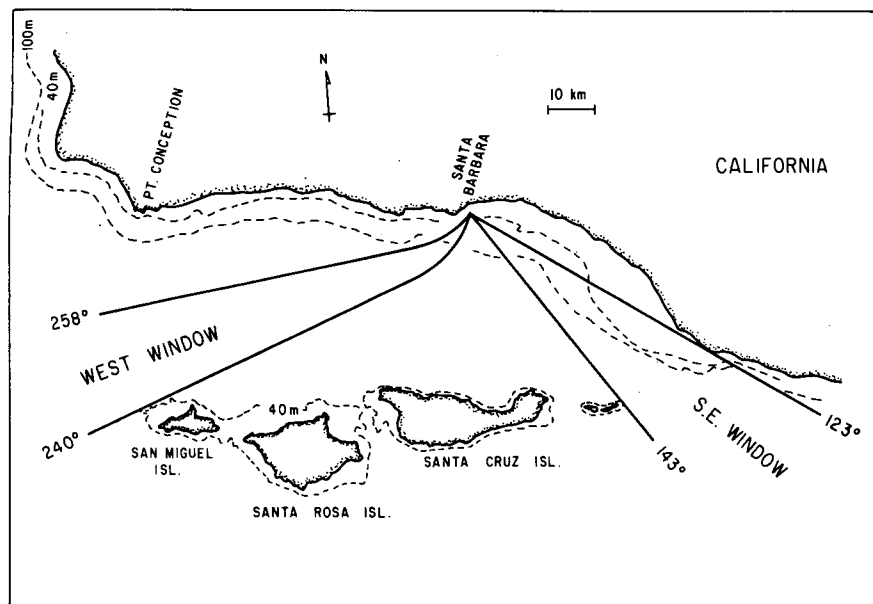 100m
40m
PT. CONCEPTION
N
SANTA
BARBARA
10 km
CALIFORNIA
258°
WEST WINDOW
240°
40m
SAN MIGUEL
ISL.
SANTA ROSA ISL.
SANTA CRUZ ISL.
S.E. WINDOW
123°
143°